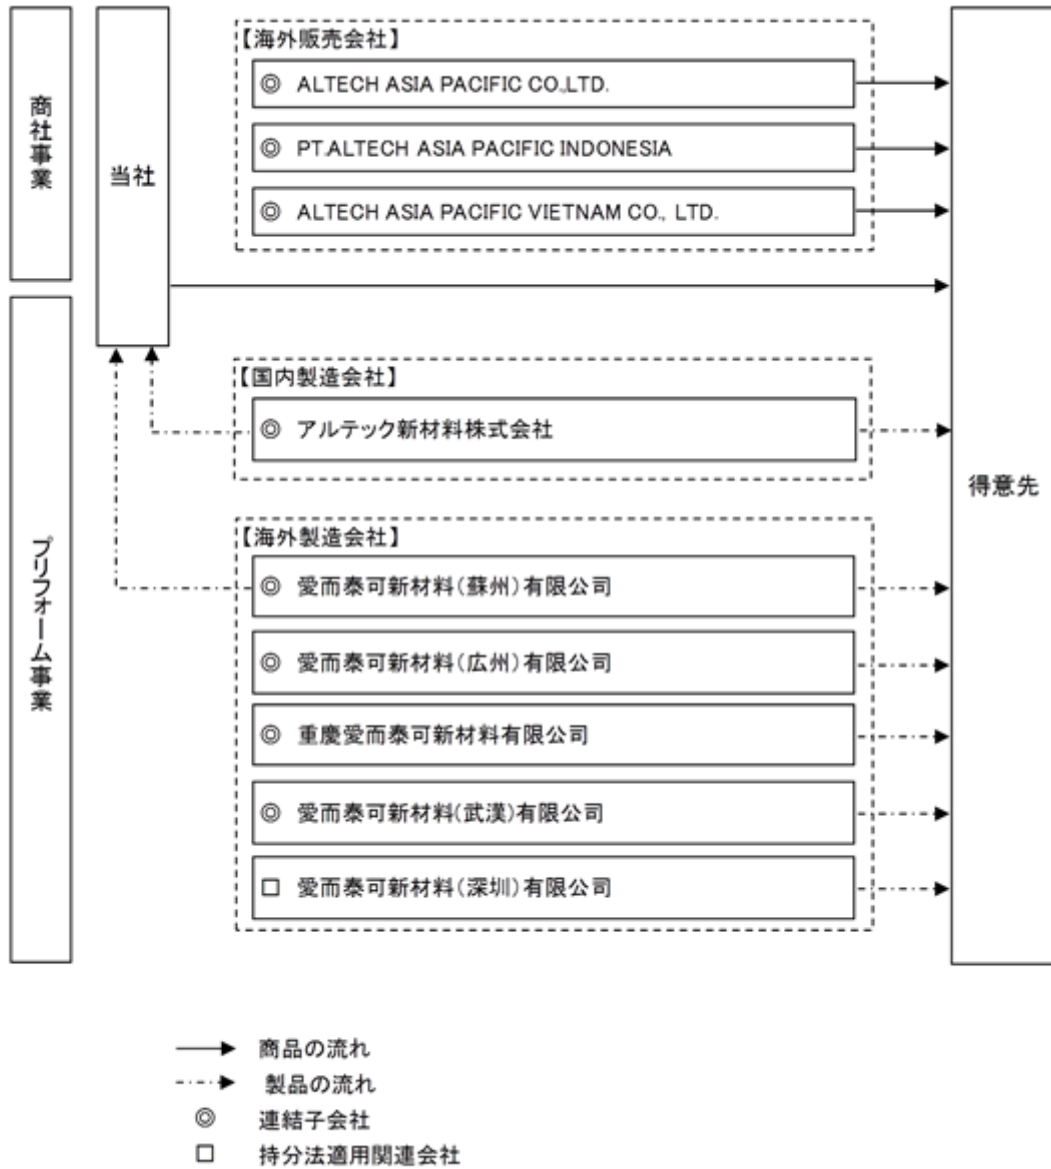 商社事業
当社
【海外販売会社】
◎ ALTECH ASIA PACIFIC CO.,LTD.
◎ PT.ALTECH ASIA PACIFIC INDONESIA
◎ ALTECH ASIA PACIFIC VIETNAM CO., LTD.
プリフォーム事業
【国内製造会社】
◎ アルテック新材料株式会社
得意先
【海外製造会社】
◎ 愛而泰可新材料(蘇州)有限公司
◎ 愛而泰可新材料(広州)有限公司
◎ 重慶愛而泰可新材料有限公司
◎ 愛而泰可新材料(武漢)有限公司
□ 愛而泰可新材料(深圳)有限公司
商品の流れ
製品の流れ
◎ 連結子会社
□ 持分法適用関連会社